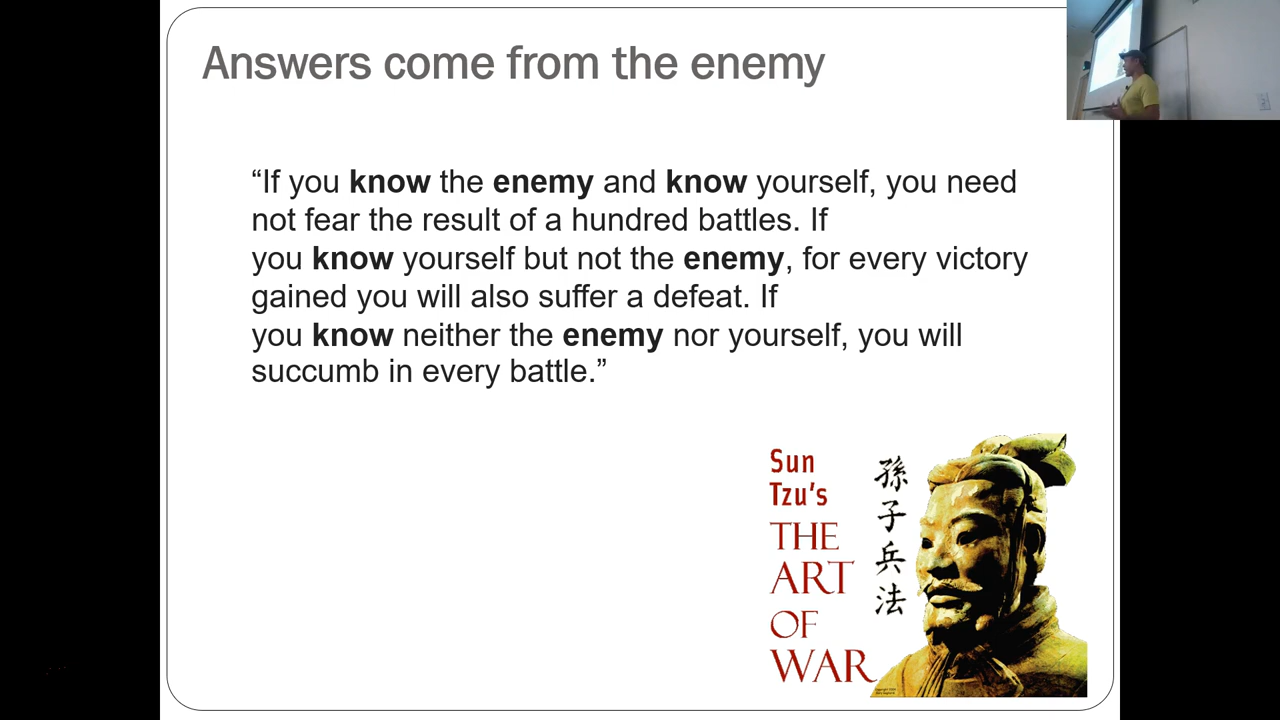 Answers come from the enemy
“If you know the enemy and know yourself, you need
not fear the result of a hundred battles. If
you know yourself but not the enemy, for every victory
gained you will also suffer a defeat. If
you know neither the enemy nor yourself, you will
succumb in every battle.”
Sun
Tzu's
THE
ART
OF
WAR
孫
子
兵
法